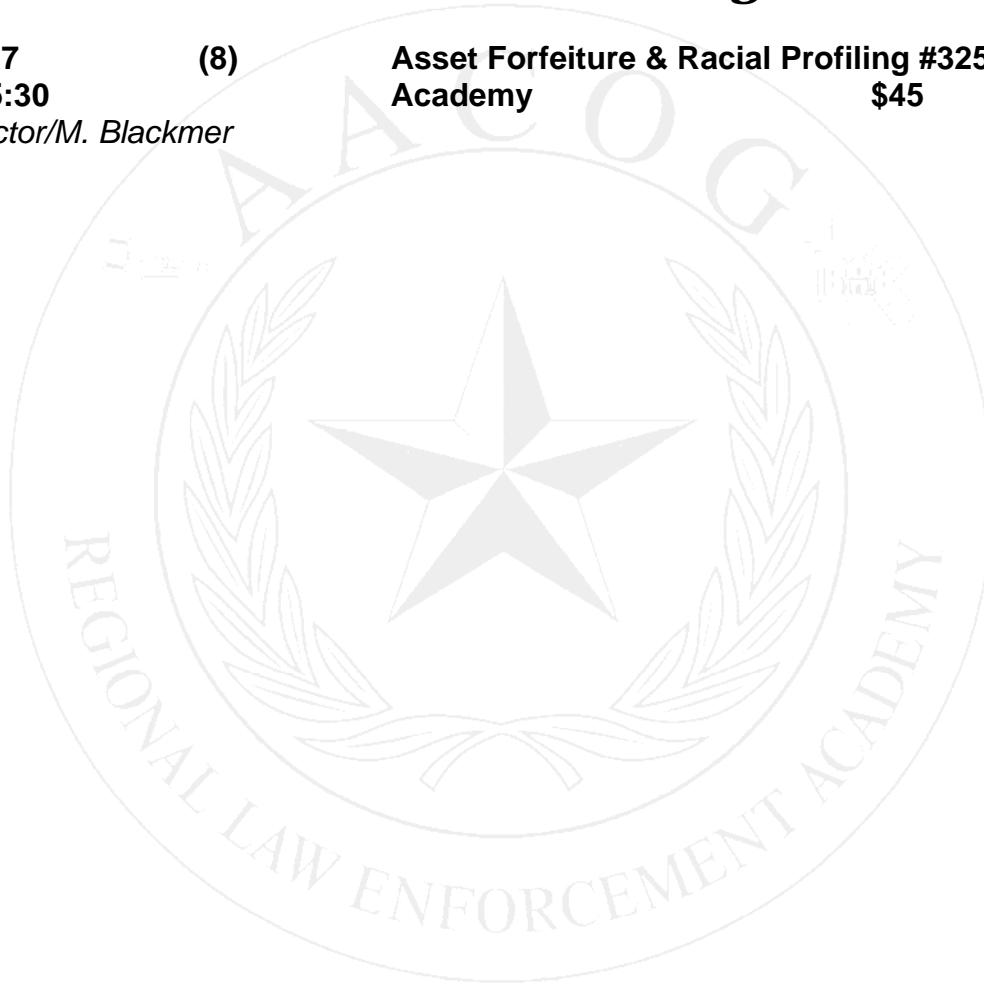 g
7 (8) Asset Forfeiture & Racial Profiling #325
:30 Academy $45
ctor/M. Blackmer
AACOG
REGIONAL LAW ENFORCEMENT ACADEMY